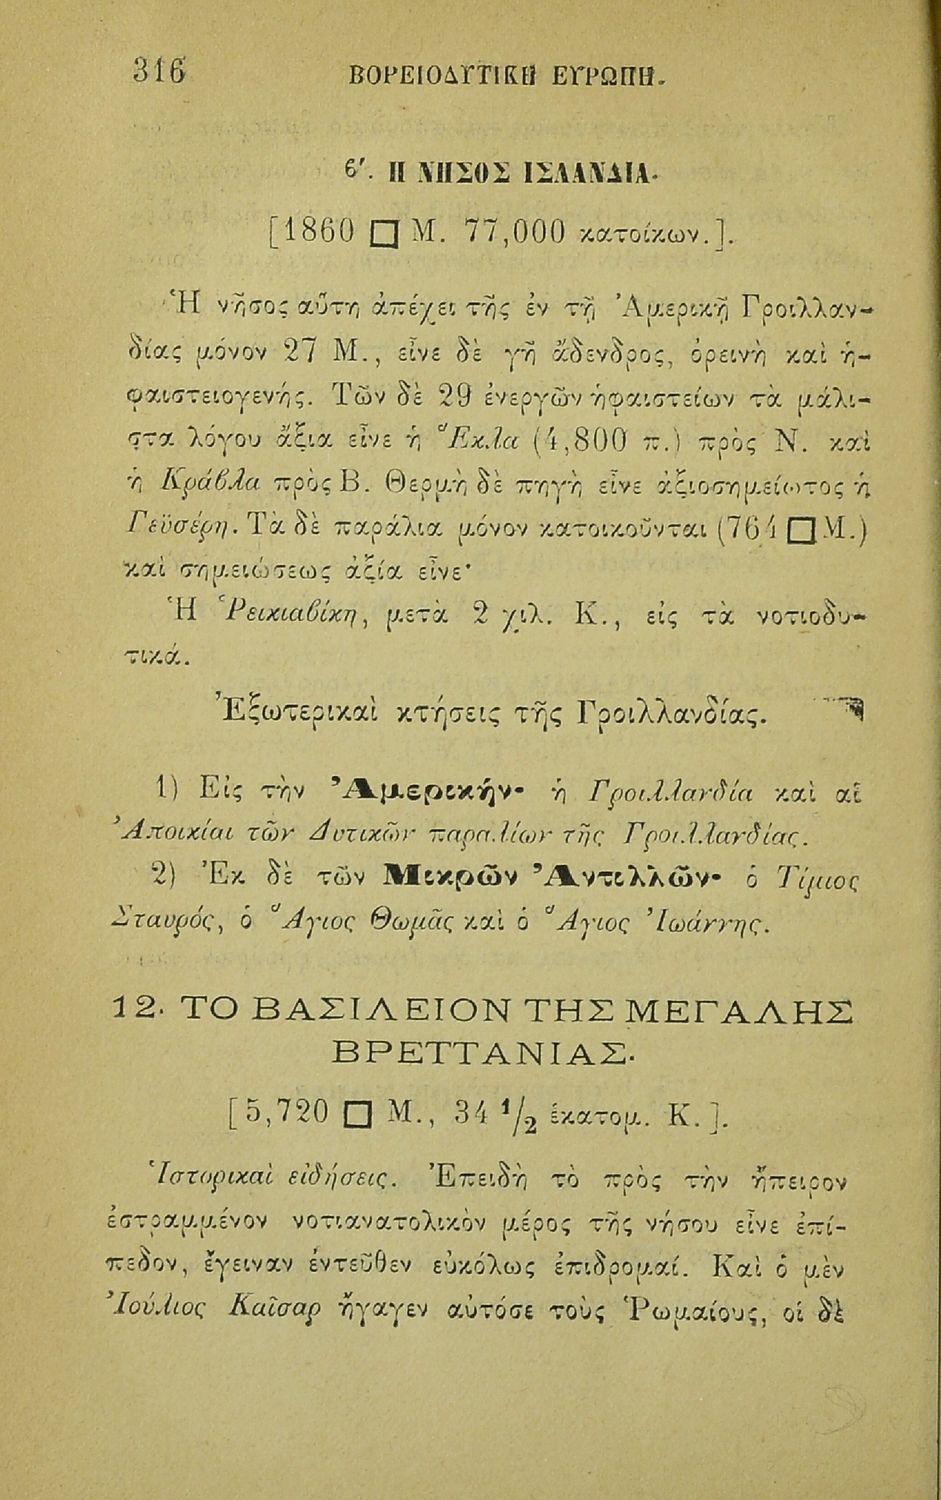 316 ΒΟΡΕΙΟΔΥΤΙΚΗ ΕΥΡΩΠΗ.
ϐ′. Η ΝΗΣΟΣ ΙΣΛΑΝΔΙΑ.
[1860 □ Μ. 77,000 κατοίκων.].
Ἡ νῆσος αὕτη ἀπέχει τῆς ἐν τῇ Ἀμερικῇ Γροιλλαν-
δίας μόνον 27 Μ., εἶνε δὲ γῆ ἄδενδρος, ὀρεινὴ καὶ ἡ-
φαιστειογενής. Τῶν δὲ 29 ἐνεργῶν ἡφαιστείων τὰ μάλι-
στα λόγου ἄξια εἶνε ἡ Ἕκλα (4,800 π.) πρὸς Ν. καὶ
ἡ Κράϐλα πρὸς Β. Θερμὴ δὲ πηγὴ εἶνε ἀξιοσημείωτος ἡ
Γεϋσέρη. Τὰ δὲ παράλια μόνον κατοικοῦνται (764 □ Μ.)
καὶ σημειώσεως ἀξία εἶνε·
Ἡ Ῥεικιαϐίκη, μετὰ 2 χιλ. Κ., εἰς τὰ νοτιοδυ-
τικά.
Ἐξωτερικαὶ κτήσεις τῆς Γροιλλανδίας.
1) Εἰς τὴν Ἀμερικήν· ἡ Γροιλλανδία καὶ αἱ
Ἀποικίαι τῶν Δυτικῶν παραλίων τῆς Γροιλλανδίας.
2) Ἐκ δὲ τῶν Μικρῶν Ἀντιλλῶν· ὁ Τίμιος
Σταυρός, ὁ Ἅγιος Θωμᾶς καὶ ὁ Ἅγιος Ἰωάννης.
12. ΤΟ ΒΑΣΙΛΕΙΟΝ ΤΗΣ ΜΕΓΑΛΗΣ
ΒΡΕΤΤΑΝΙΑΣ.
[5,720 □ Μ., 34 1/2 ἑκατομ. Κ.].
Ἱστορικαὶ εἰδήσεις. Ἐπειδὴ τὸ πρὸς τὴν ἤπειρον
ἐστραμμένον νοτιανατολικὸν μέρος τῆς νήσου εἶνε ἐπί-
πεδον, ἔγειναν ἐντεῦθεν εὐκόλως ἐπιδρομαί. Καὶ ὁ μὲν
Ἰούλιος Καῖσαρ ἤγαγεν αὐτόσε τοὺς Ῥωμαίους, οἱ δὲ